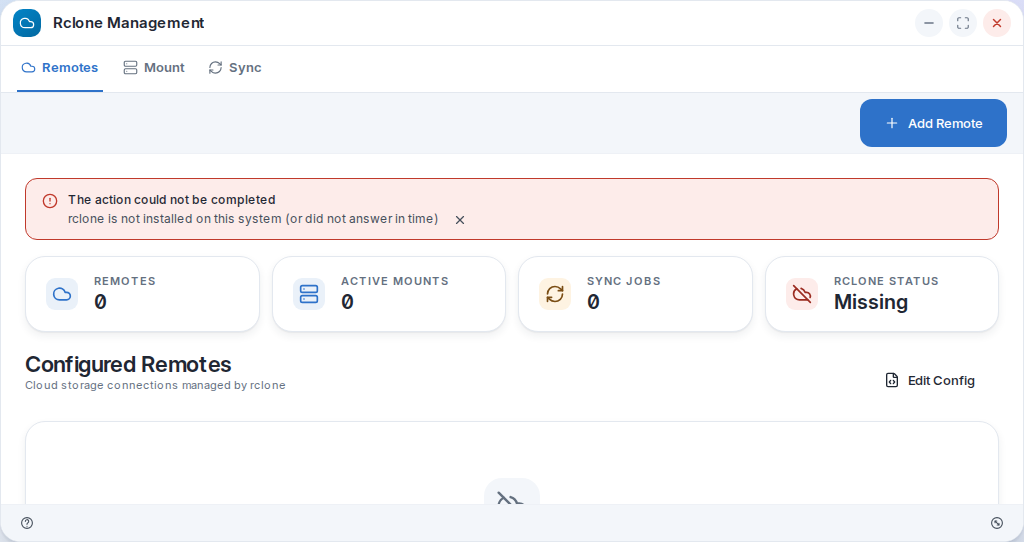 Rclone Management
Remotes
Mount
Sync
Add Remote
The action could not be completed
rclone is not installed on this system (or did not answer in time)
REMOTES
0
ACTIVE MOUNTS
0
SYNC JOBS
0
RCLONE STATUS
Missing
Configured Remotes
Cloud storage connections managed by rclone
Edit Config